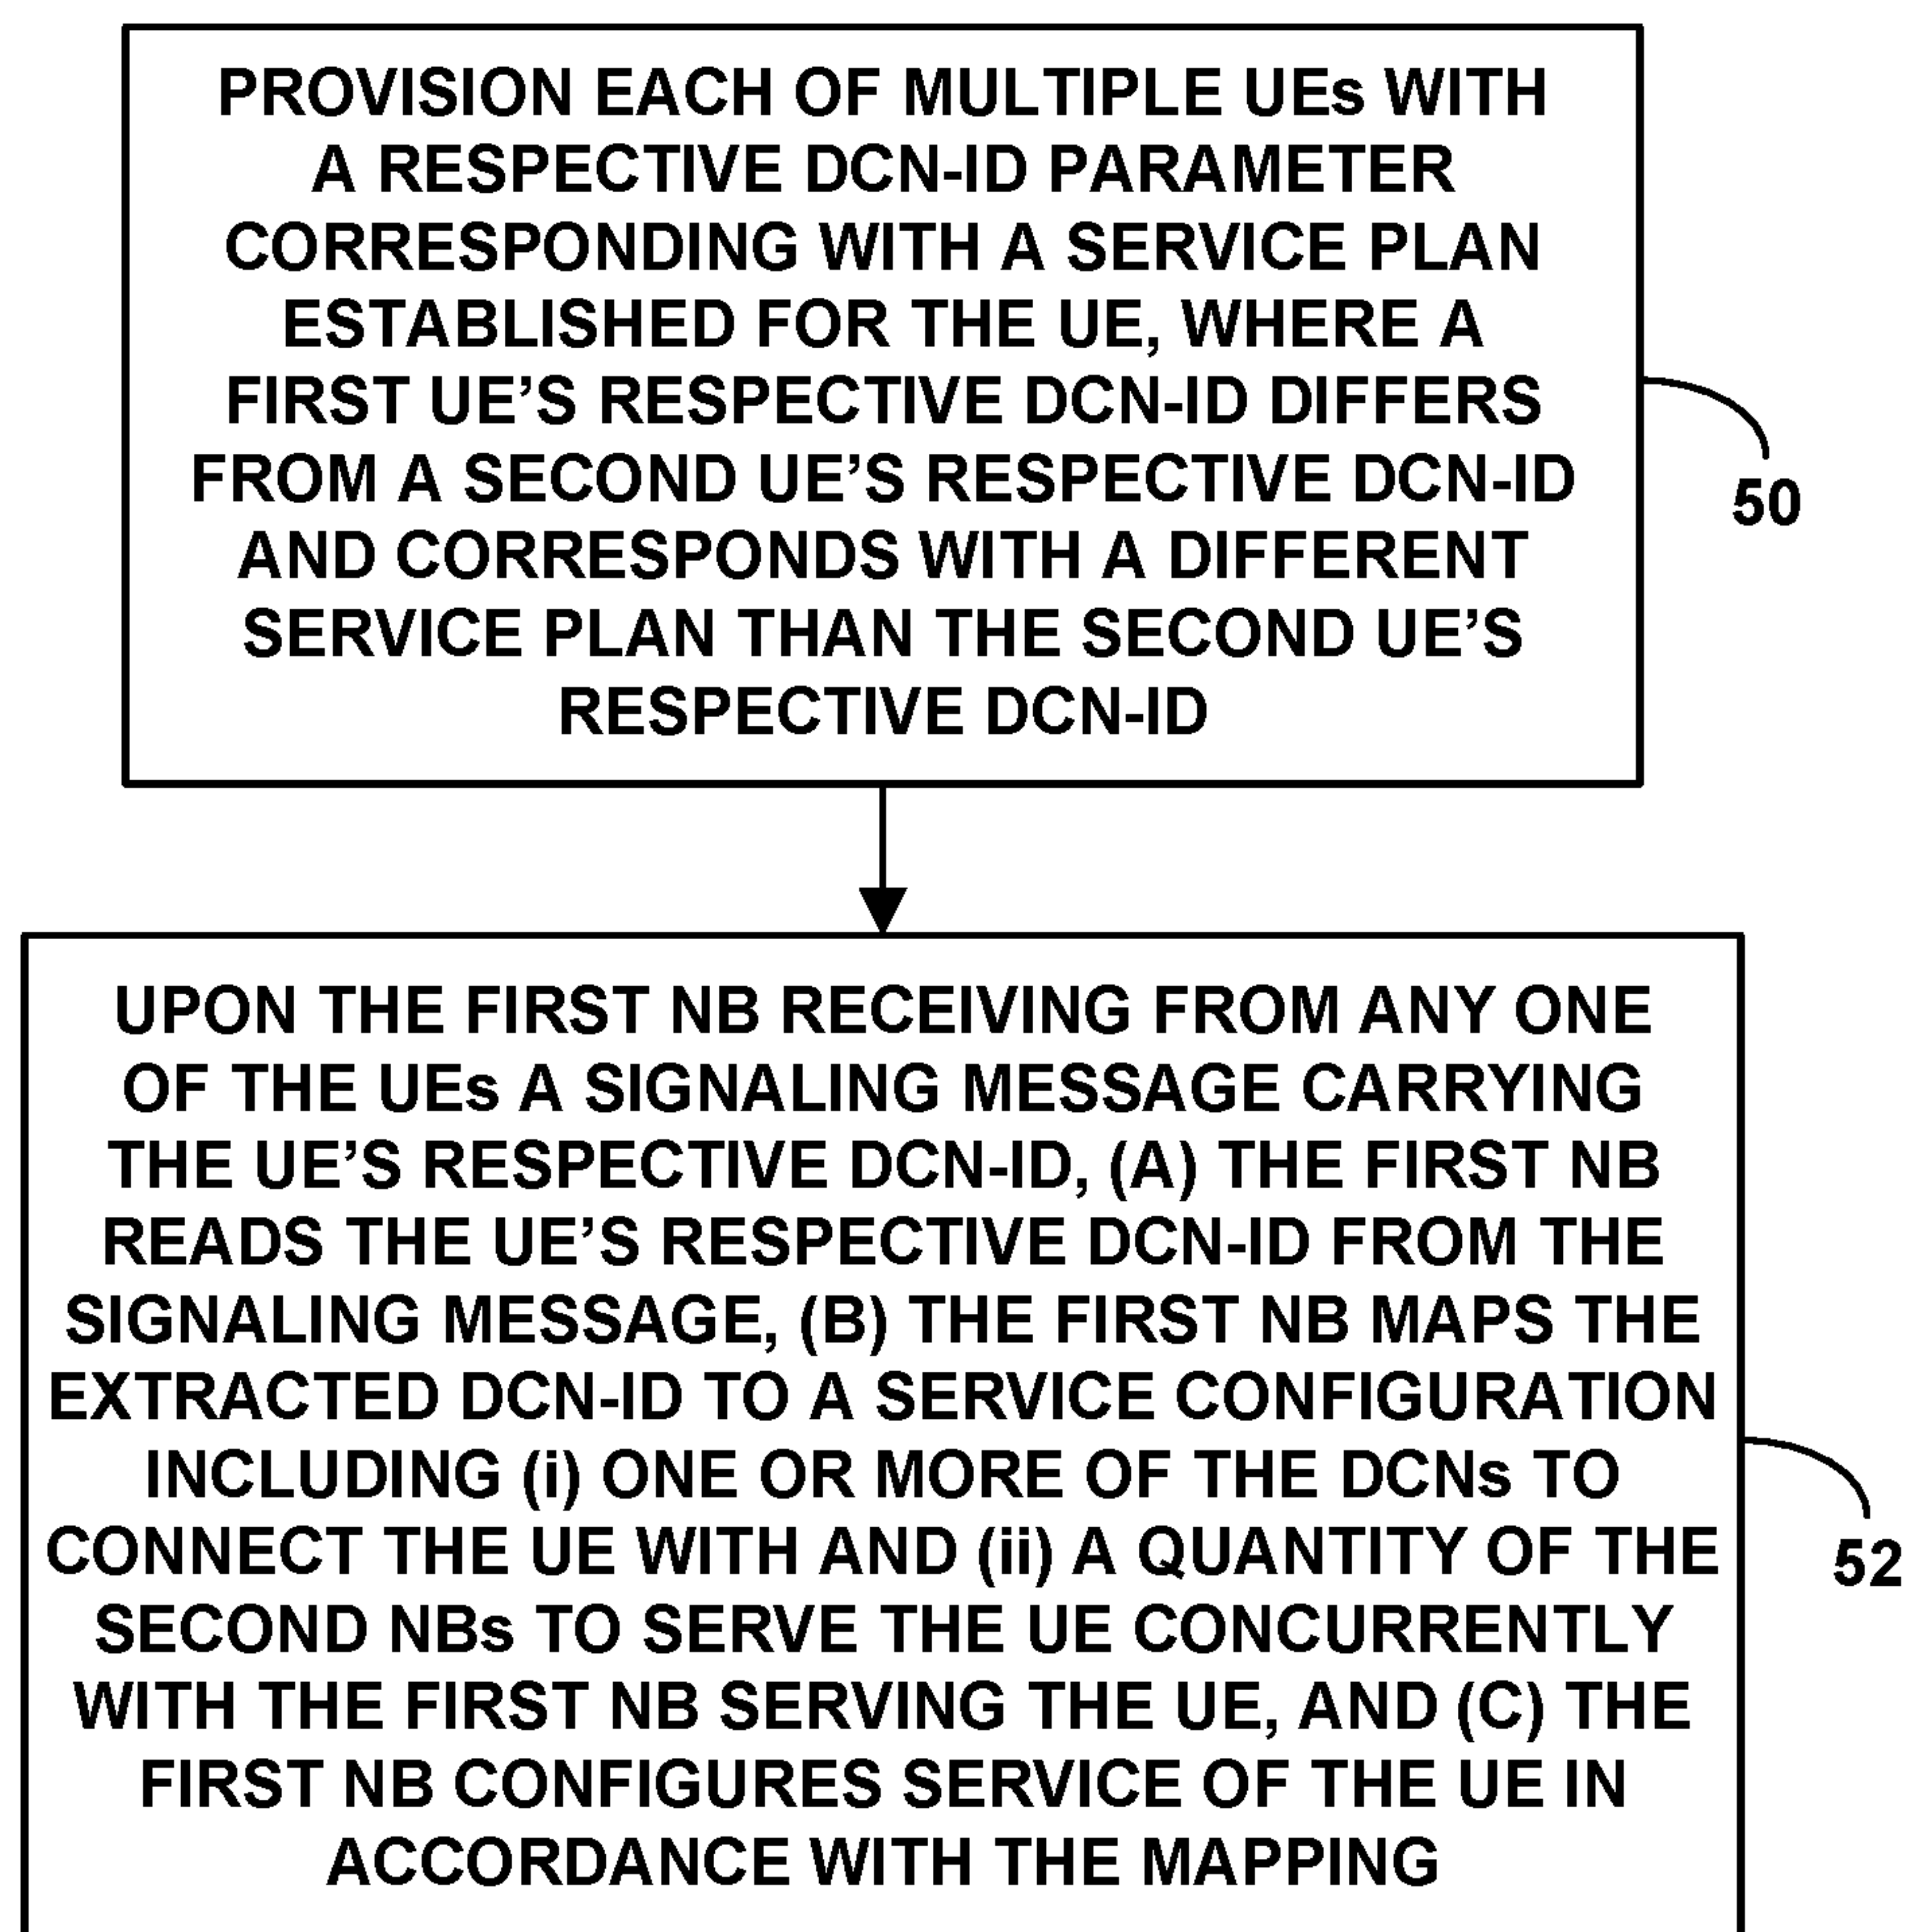 PROVISION EACH OF MULTIPLE UEs WITH
A RESPECTIVE DCN-ID PARAMETER
CORRESPONDING WITH A SERVICE PLAN
ESTABLISHED FOR THE UE, WHERE A
FIRST UE’S RESPECTIVE DCN-ID DIFFERS
FROM A SECOND UE’S RESPECTIVE DCN-ID
AND CORRESPONDS WITH A DIFFERENT
SERVICE PLAN THAN THE SECOND UE’S
RESPECTIVE DCN-ID
50
UPON THE FIRST NB RECEIVING FROM ANY ONE
OF THE UEs A SIGNALING MESSAGE CARRYING
THE UE’S RESPECTIVE DCN-ID, (A) THE FIRST NB
READS THE UE’S RESPECTIVE DCN-ID FROM THE
SIGNALING MESSAGE, (B) THE FIRST NB MAPS THE
EXTRACTED DCN-ID TO A SERVICE CONFIGURATION
INCLUDING (i) ONE OR MORE OF THE DCNs TO
CONNECT THE UE WITH AND (ii) A QUANTITY OF THE
SECOND NBs TO SERVE THE UE CONCURRENTLY
WITH THE FIRST NB SERVING THE UE, AND (C) THE
FIRST NB CONFIGURES SERVICE OF THE UE IN
ACCORDANCE WITH THE MAPPING
52